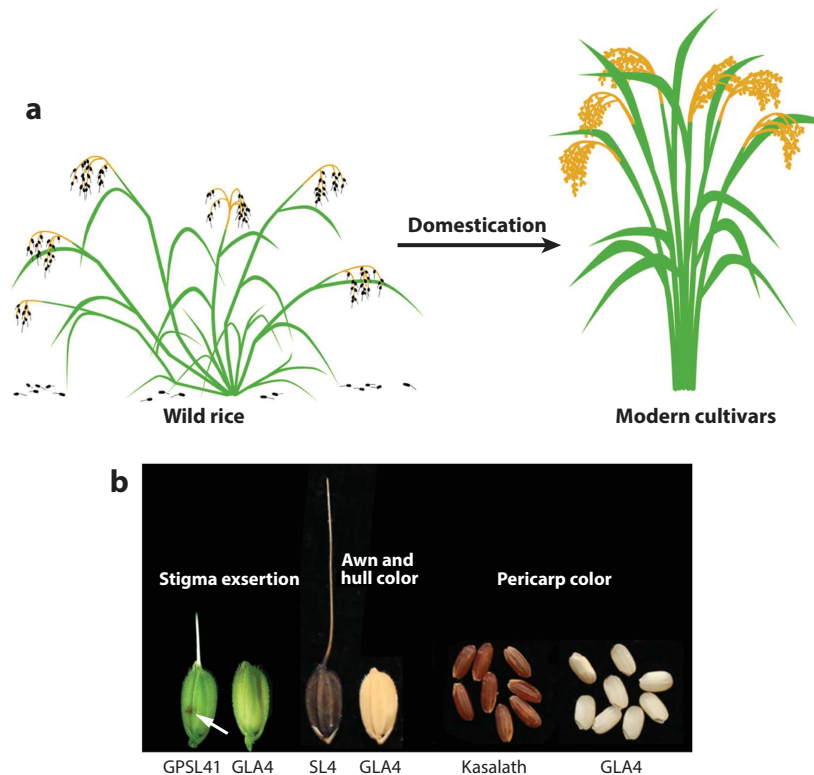 a
Domestication
Wild rice
Modern cultivars
b
Stigma exsertion
Awn and
hull color
Pericarp color
GPSL41 GLA4 SL4 GLA4 Kasalath GLA4